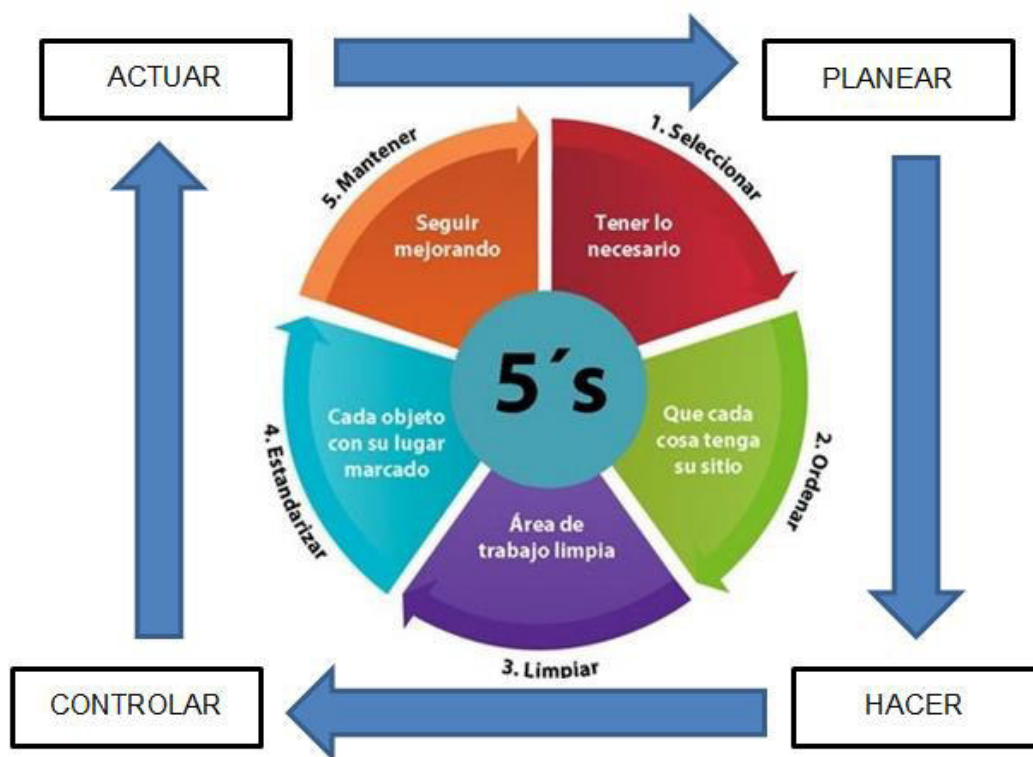 ACTUAR
PLANEAR
1. Seleccionar
Tener lo
necesario
2. Ordenar
Que cada
cosa tenga
su sitio
3. Limpiar
Área de
trabajo limpia
4. Estandarizar
Cada objeto
con su lugar
marcado
5. Mantener
Seguir
mejorando
5´s
CONTROLAR
HACER